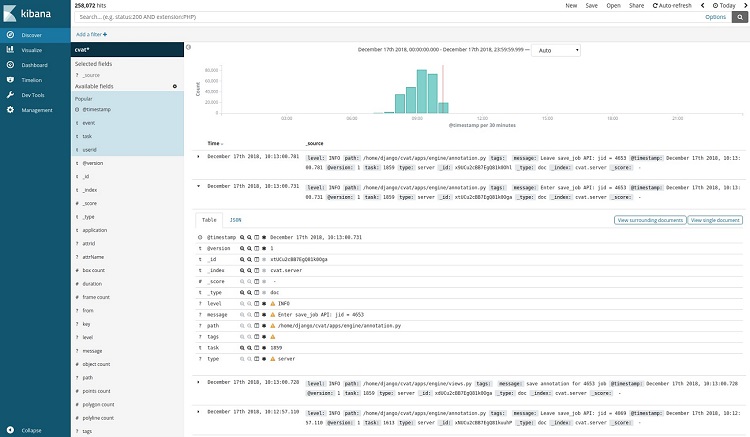 258,072 hits
New Save Open Share Auto-refresh Today
kibana
Search... (e.g. status:200 AND extension:PHP)
Options
Add a filter
Discover
Visualize
Dashboard
Timelion
Dev Tools
Management
Collapse
cvat*
Selected fields
? _source
Available fields
Popular
@timestamp
t event
t task
t userid
t @version
t _id
t _index
# _score
t _type
t application
? attrId
? attrName
# box count
# duration
# frame count
? from
? key
? level
? message
# object count
? path
# points count
# polygon count
# polyline count
? tags
December 17th 2018, 00:00:00.000 - December 17th 2018, 23:59:59.999 — Auto
Count
80,000
60,000
40,000
20,000
0
03:00 06:00 09:00 12:00 15:00 18:00 21:00
@timestamp per 30 minutes
Time _source
December 17th 2018, 10:13:00.781 level: INFO path: /home/django/cvat/apps/engine/annotation.py tags: message: Leave save_job API: jid = 4653 @timestamp: December 17th 2018, 10:13:
00.781 @version: 1 task: 1859 type: server _id: _type: doc _index: cvat.server _score: -
December 17th 2018, 10:13:00.731 level: INFO path: /home/django/cvat/apps/engine/annotation.py tags: message: Enter save_job API: jid = 4653 @timestamp: December 17th 2018, 10:13:
00.731 @version: 1 task: 1859 type: server _id: _type: doc _index: cvat.server _score: -
Table JSON
View surrounding documents View single document
@timestamp December 17th 2018, 10:13:00.731
t @version 1
t _id
t _index cvat.server
# _score -
t _type doc
? level INFO
? message Enter save_job API: jid = 4653
? path /home/django/cvat/apps/engine/annotation.py
? tags
t task 1859
? type server
December 17th 2018, 10:13:00.728 level: INFO path: /home/django/cvat/apps/engine/views.py tags: message: save annotation for 4653 job @timestamp: December 17th 2018, 10:13:00.728
@version: 1 task: 1859 type: server _id: _type: doc _index: cvat.server _score: -
December 17th 2018, 10:12:57.110 level: INFO path: /home/django/cvat/apps/engine/annotation.py tags: message: Leave save_job API: jid = 4069 @timestamp: December 17th 2018, 10:12:
57.110 @version: 1 task: 1613 type: server _id: _type: doc _index: cvat.server _score: -